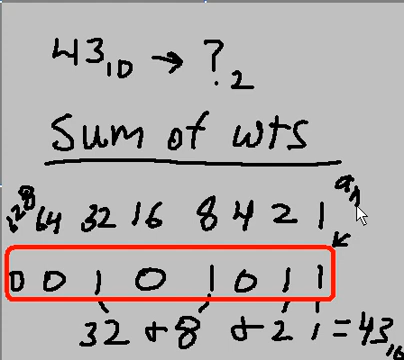 43₁₀ → ?₂
Sum of wts
128 64 32 16 8 4 2 1
0 0 1 0 1 0 1 1
32 + 8 + 2 1 = 43₁₀